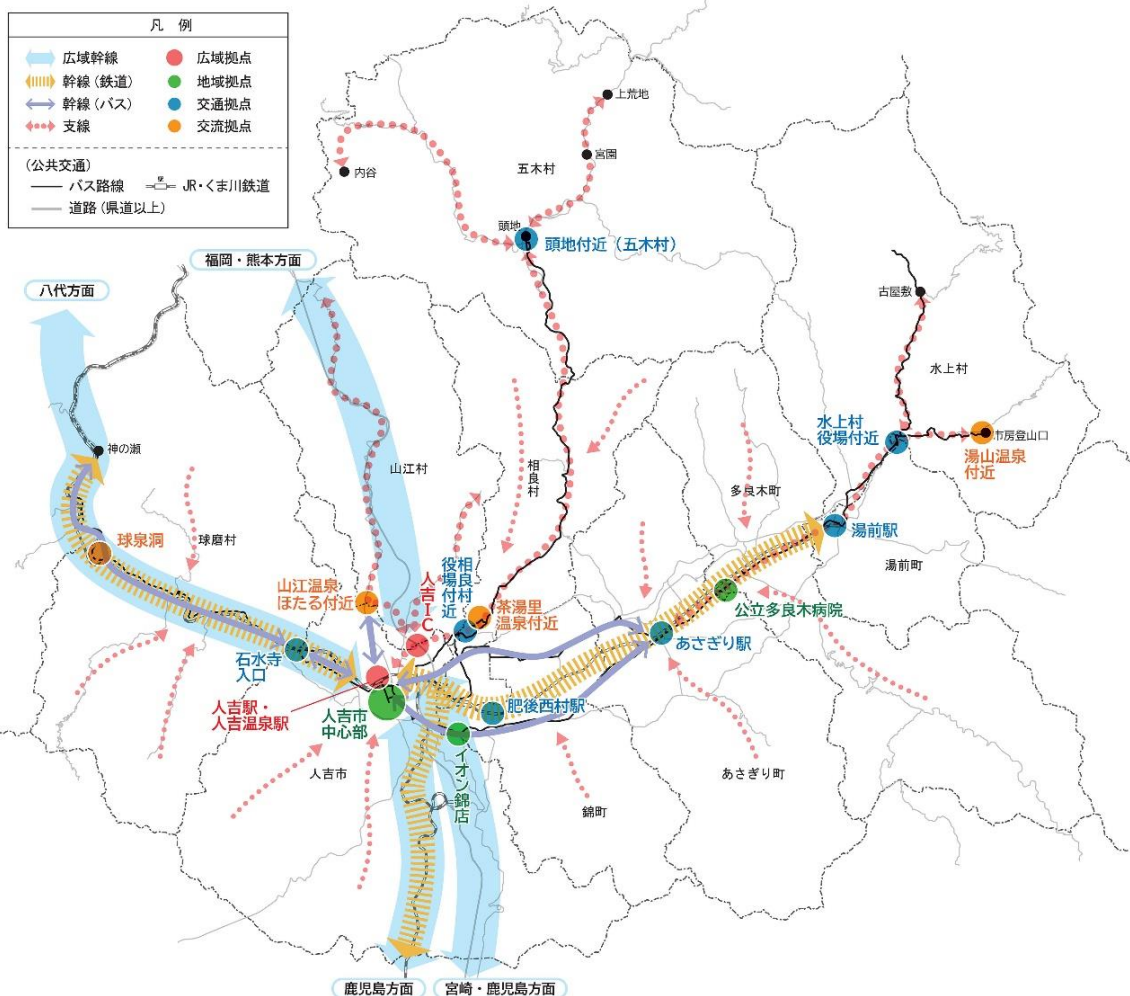 凡 例
広域幹線
幹線(鉄道)
幹線(バス)
支線
広域拠点
地域拠点
交通拠点
交流拠点
(公共交通)
バス路線
駅
JR・くま川鉄道
道路(県道以上)
上荒地
宮園
五木村
内谷
頭地
頭地付近(五木村)
福岡・熊本方面
八代方面
古屋敷
水上村
水上村
役場付近
市房登山口
湯山温泉
付近
神の瀬
山江村
相良村
多良木町
湯前駅
湯前町
球泉洞
球磨村
山江温泉
ほたる付近
人吉IC
相良村
役場付近
茶湯里
温泉付近
公立多良木病院
あさぎり駅
石水寺
入口
人吉駅・
人吉温泉駅
人吉市
中心部
肥後西村駅
イオン錦店
人吉市
錦町
あさぎり町
鹿児島方面
宮崎・鹿児島方面